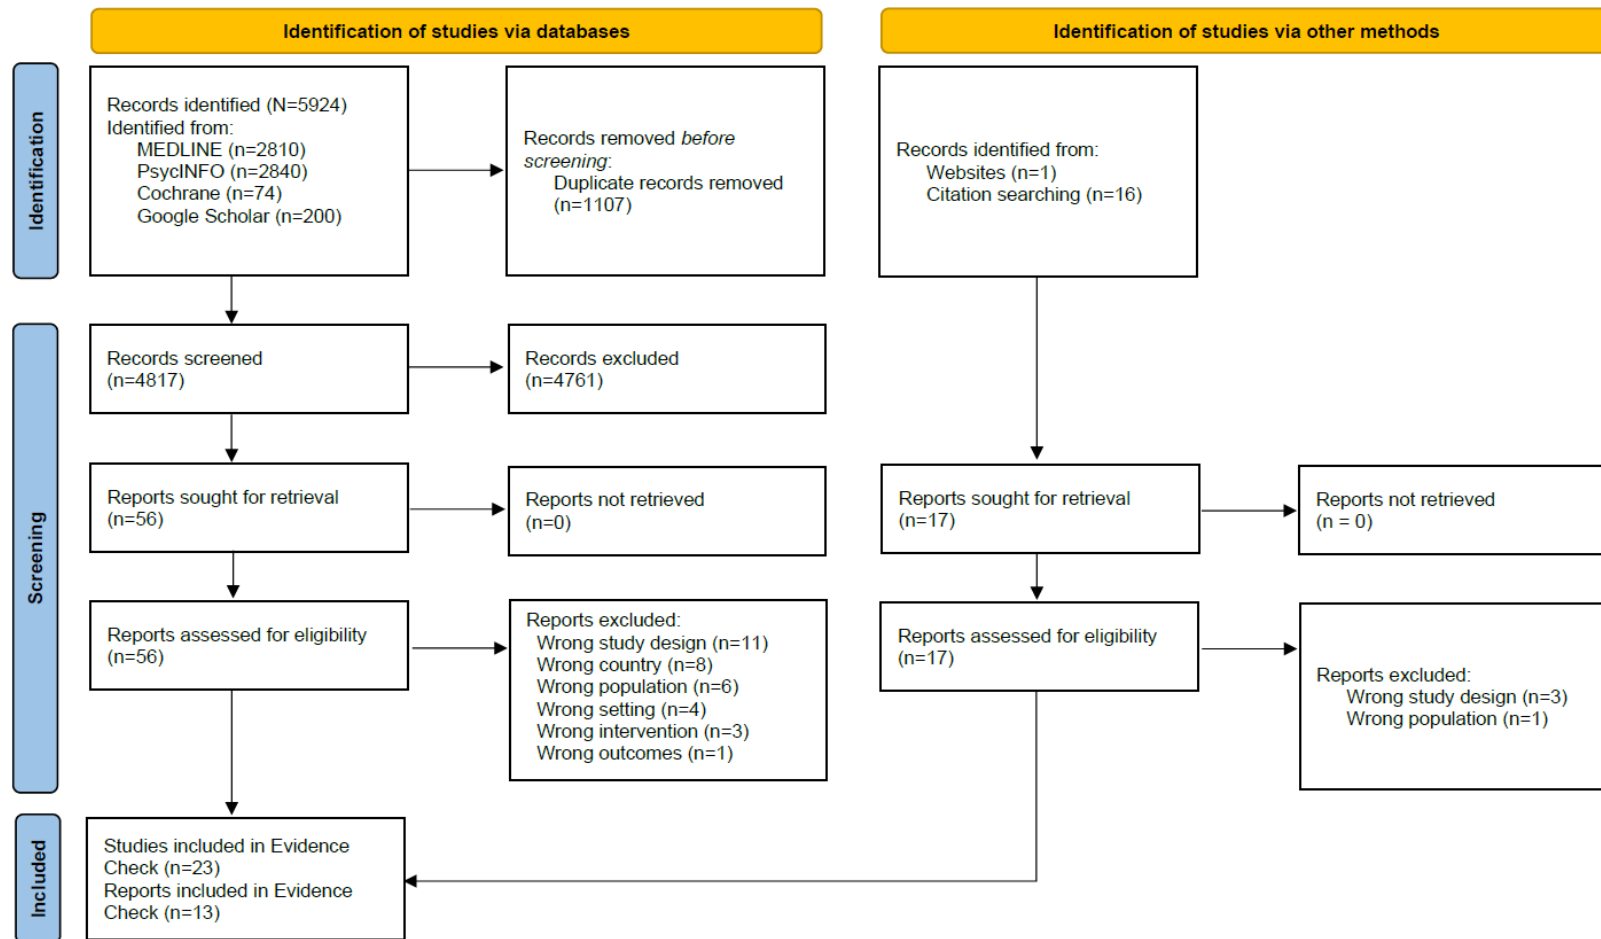 Identification of studies via databases
Identification of studies via other methods
Identification
Records identified (N=5924)
Identified from:
MEDLINE (n=2810)
PsycINFO (n=2840)
Cochrane (n=74)
Google Scholar (n=200)
Records removed before
screening:
Duplicate records removed
(n=1107)
Records identified from:
Websites (n=1)
Citation searching (n=16)
Screening
Records screened
(n=4817)
Records excluded
(n=4761)
Reports sought for retrieval
(n=56)
Reports not retrieved
(n=0)
Reports sought for retrieval
(n=17)
Reports not retrieved
(n = 0)
Reports assessed for eligibility
(n=56)
Reports excluded:
Wrong study design (n=11)
Wrong country (n=8)
Wrong population (n=6)
Wrong setting (n=4)
Wrong intervention (n=3)
Wrong outcomes (n=1)
Reports assessed for eligibility
(n=17)
Reports excluded:
Wrong study design (n=3)
Wrong population (n=1)
Included
Studies included in Evidence
Check (n=23)
Reports included in Evidence
Check (n=13)